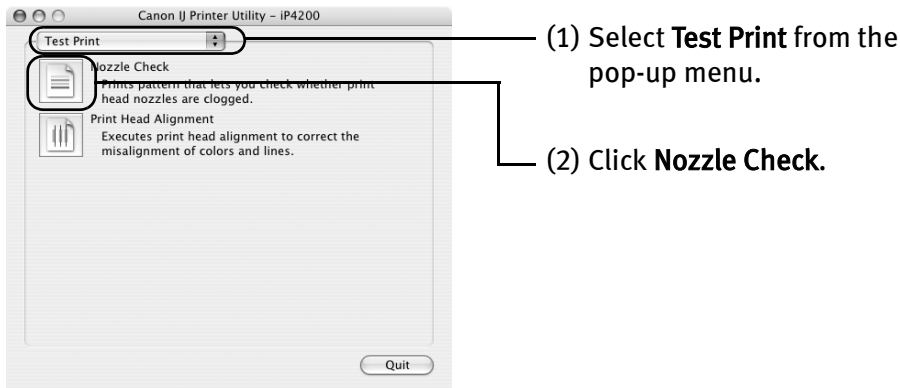 Canon IJ Printer Utility – iP4200
Test Print
Nozzle Check
Prints pattern that lets you check whether print
head nozzles are clogged.
Print Head Alignment
Executes print head alignment to correct the
misalignment of colors and lines.
Quit
(1) Select Test Print from the
pop-up menu.
(2) Click Nozzle Check.